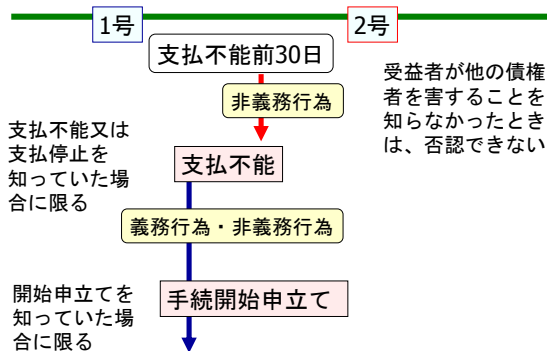 1号
2号
支払不能前30日
受益者が他の債権
者を害することを
知らなかったとき
は、否認できない
非義務行為
支払不能又は
支払停止を
知っていた場
合に限る
支払不能
義務行為・非義務行為
開始申立てを
知っていた場
合に限る
手続開始申立て